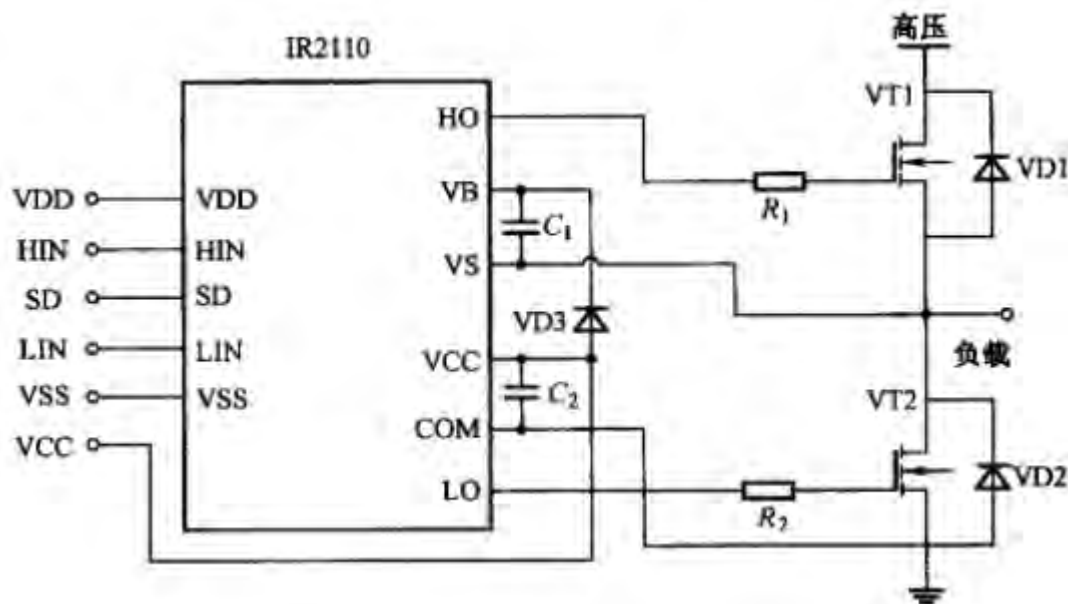 高压
IR2110
VT1
HO
VD1
VDD
VDD
VB
R1
C1
HIN
HIN
VS
SD
SD
VD3
LIN
LIN
VCC
负载
VSS
VSS
C2
VT2
VCC
COM
VD2
LO
R2